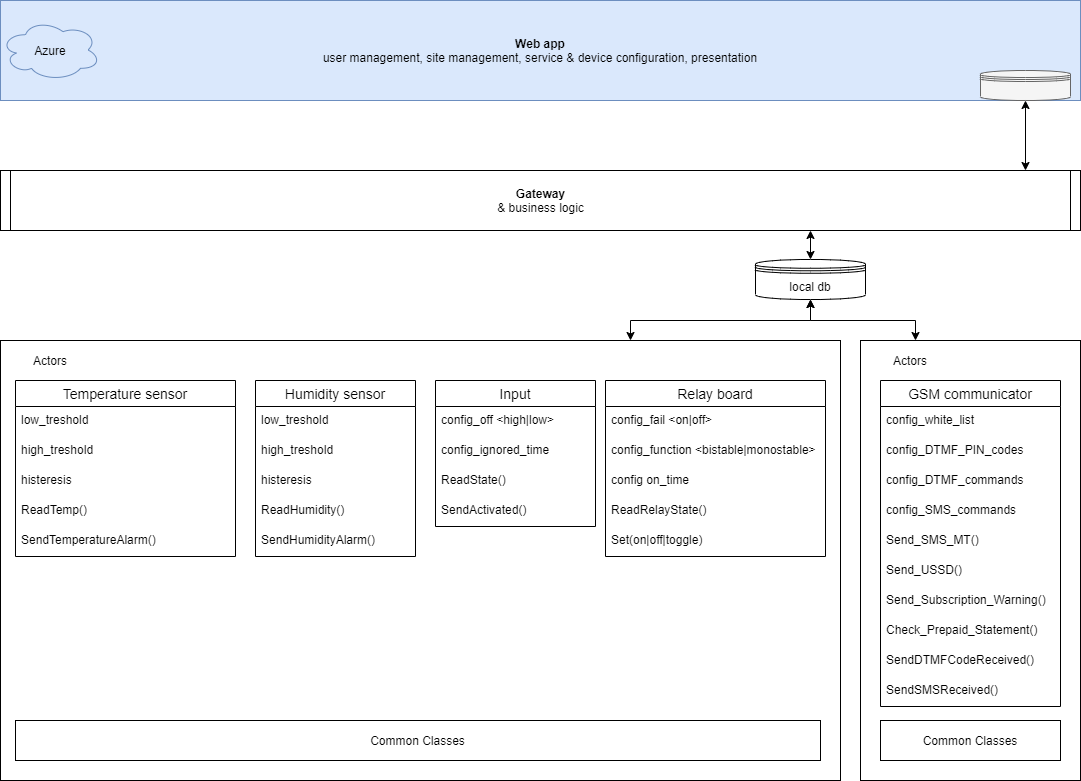 Azure
Web app
user management, site management, service & device configuration, presentation
Gateway
& business logic
local db
Actors
Temperature sensor
low_treshold
high_treshold
histeresis
ReadTemp()
SendTemperatureAlarm()
Humidity sensor
low_treshold
high_treshold
histeresis
ReadHumidity()
SendHumidityAlarm()
Input
config_off <high|low>
config_ignored_time
ReadState()
SendActivated()
Relay board
config_fail <on|off>
config_function <bistable|monostable>
config on_time
ReadRelayState()
Set(on|off|toggle)
Common Classes
Actors
GSM communicator
config_white_list
config_DTMF_PIN_codes
config_DTMF_commands
config_SMS_commands
Send_SMS_MT()
Send_USSD()
Send_Subscription_Warning()
Check_Prepaid_Statement()
SendDTMFCodeReceived()
SendSMSReceived()
Common Classes